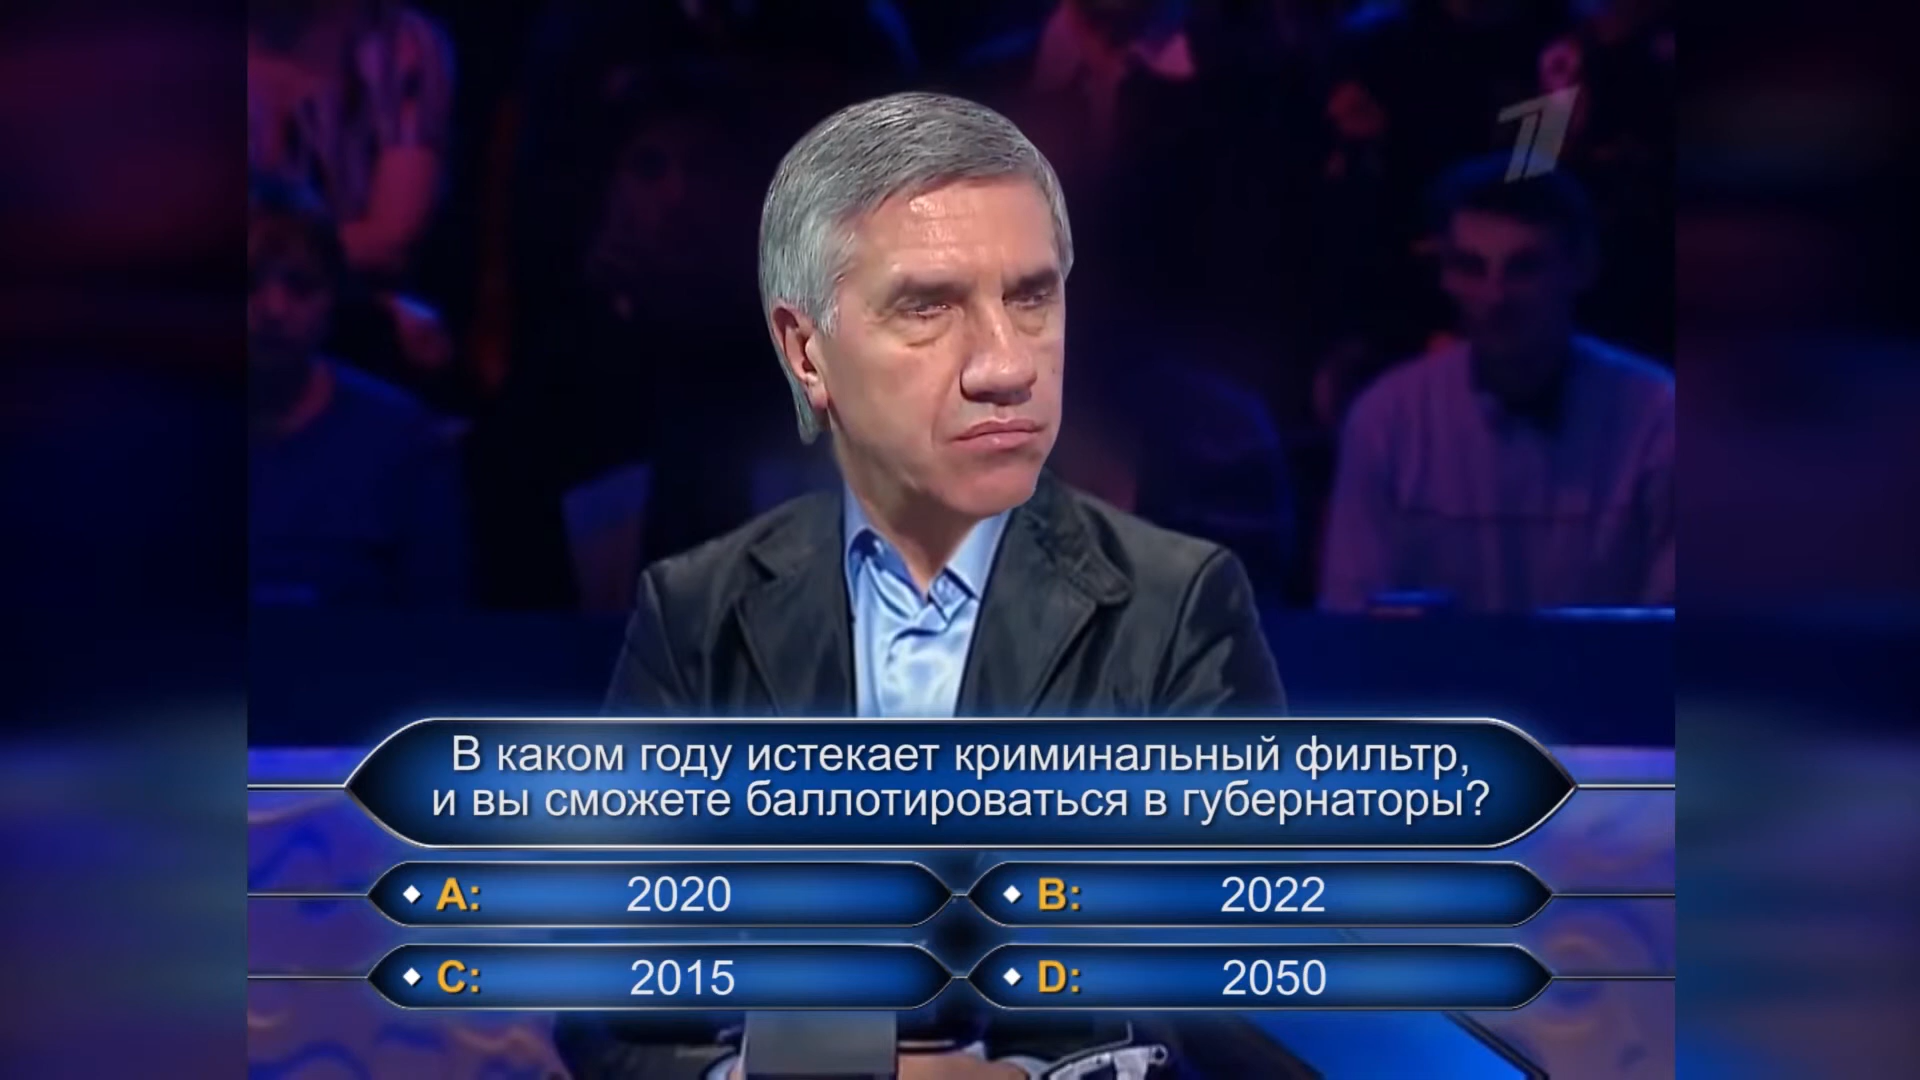 В каком году истекает криминальный фильтр,
и вы сможете баллотироваться в губернаторы?
A: 2020
B: 2022
C: 2015
D: 2050